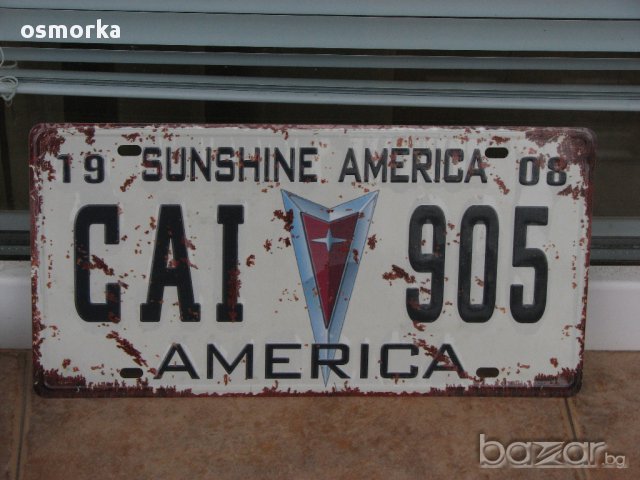 osmorka
19 SUNSHINE AMERICA 08
CAI 905
AMERICA
bazar.bg